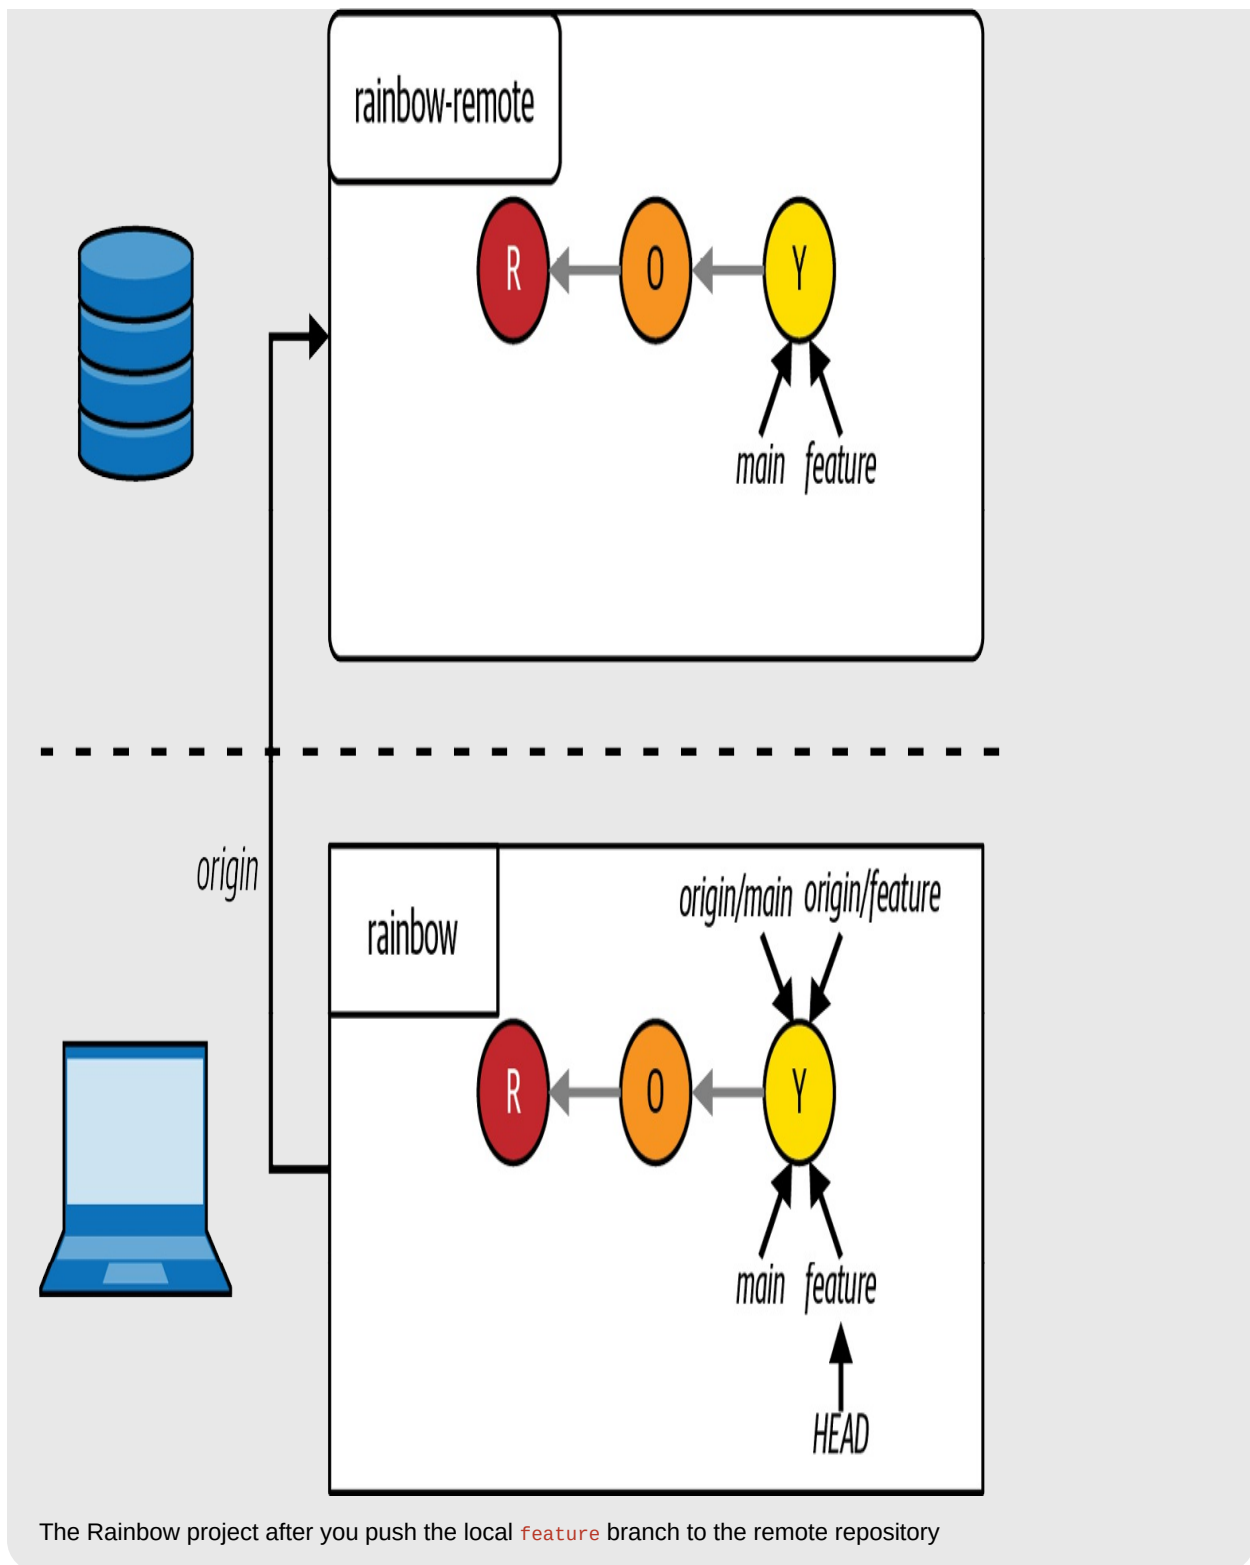 rainbow-remote
R O Y
main feature
origin
origin/main origin/feature
rainbow
R O Y
main feature
HEAD
The Rainbow project after you push the local feature branch to the remote repository